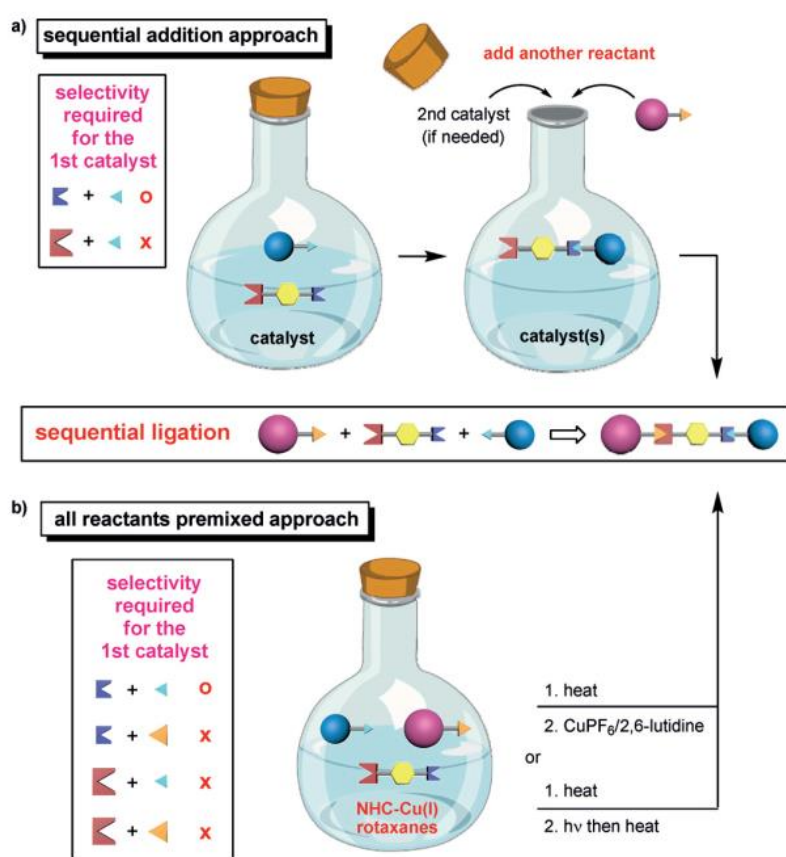 a)
sequential addition approach
selectivity
required
for the
1st catalyst
+ O
+ X
catalyst
add another reactant
2nd catalyst
(if needed)
catalyst(s)
sequential ligation + +
b)
all reactants premixed approach
selectivity
required
for the
1st catalyst
+ O
+ X
+ X
+ X
NHC-Cu(I)
rotaxanes
1. heat
2. CuPF₆/2,6-lutidine
or
1. heat
2. hν then heat